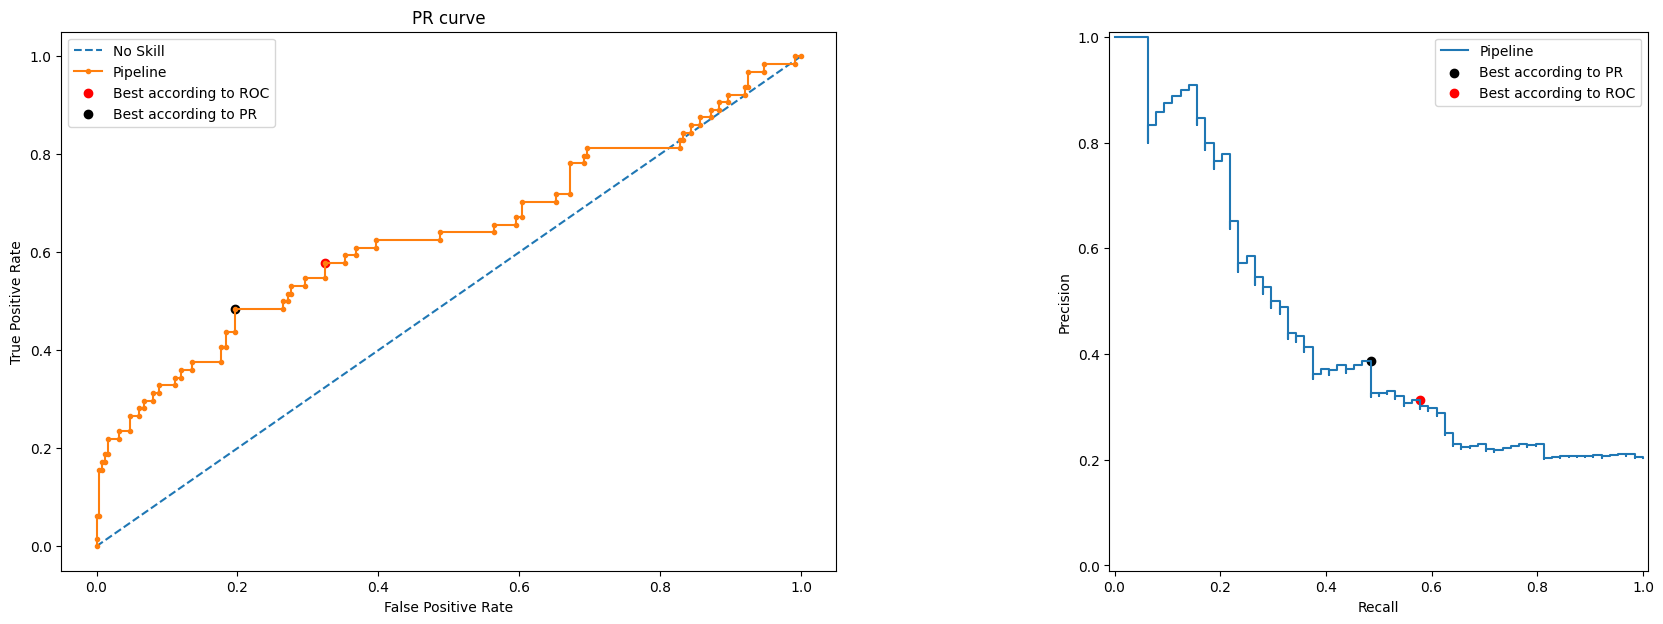 PR curve
No Skill
Pipeline
Best according to ROC
Best according to PR
1.0
0.8
0.6
0.4
0.2
0.0
True Positive Rate
0.0 0.2 0.4 0.6 0.8 1.0
False Positive Rate
Pipeline
Best according to PR
Best according to ROC
1.0
0.8
0.6
0.4
0.2
0.0
Precision
0.0 0.2 0.4 0.6 0.8 1.0
Recall